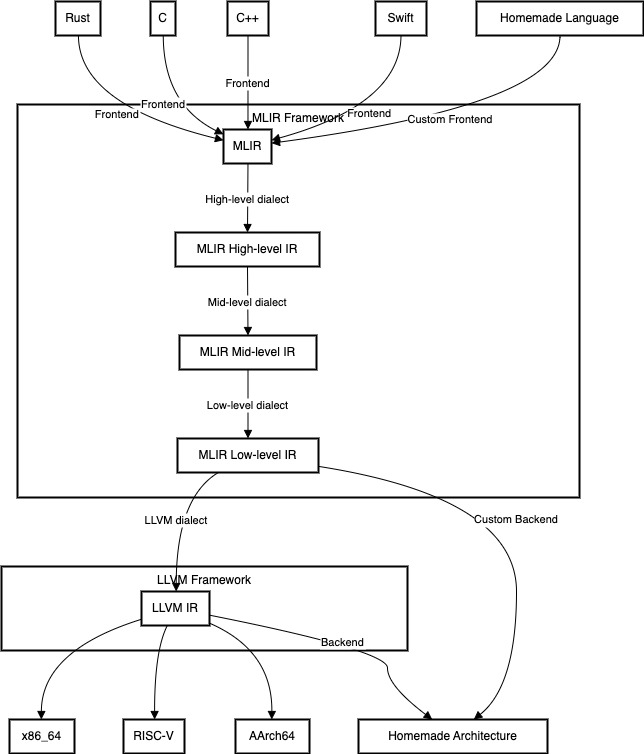 Rust
C
C++
Swift
Homemade Language
Frontend
Frontend
Frontend
Frontend
Custom Frontend
MLIR Framework
MLIR
High-level dialect
MLIR High-level IR
Mid-level dialect
MLIR Mid-level IR
Low-level dialect
MLIR Low-level IR
LLVM dialect
Custom Backend
LLVM Framework
LLVM IR
Backend
x86_64
RISC-V
AArch64
Homemade Architecture